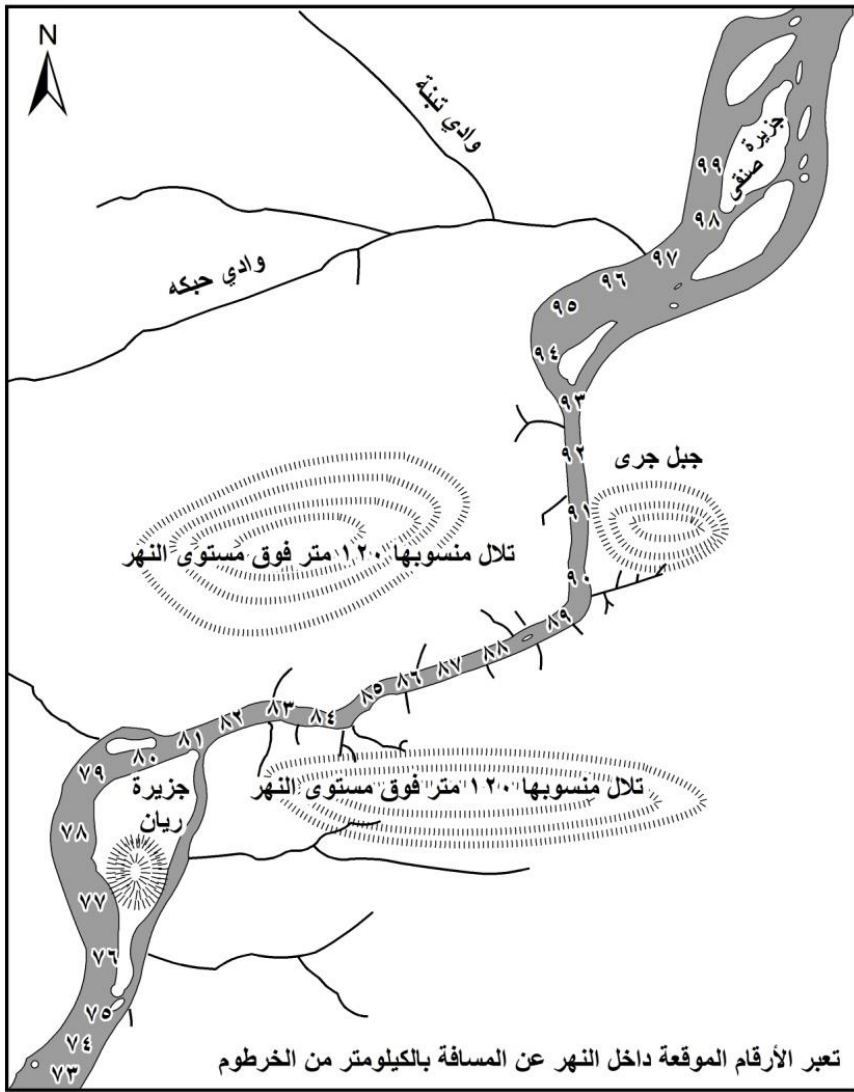 N
وادي تبنة
جزيرة
صنقى
٩٩
٩٨
٩٧
٩٦
٩٥
٩٤
٩٣
٩٢
٩١
٩٠
وادي حبكه
جبل جرى
تلال منسوبها ١٢٠ متر فوق مستوى النهر
٨٩
٨٨
٨٧
٨٦
٨٥
٨٤
٨٣
٨٢
٨١
٨٠
٧٩
٧٨
٧٧
٧٦
٧٥
٧٤
٧٣
تلال منسوبها ١٢٠ متر فوق مستوى النهر
جزيرة
ريان
تعبر الأرقام الموقعة داخل النهر عن المسافة بالكيلومتر من الخرطوم